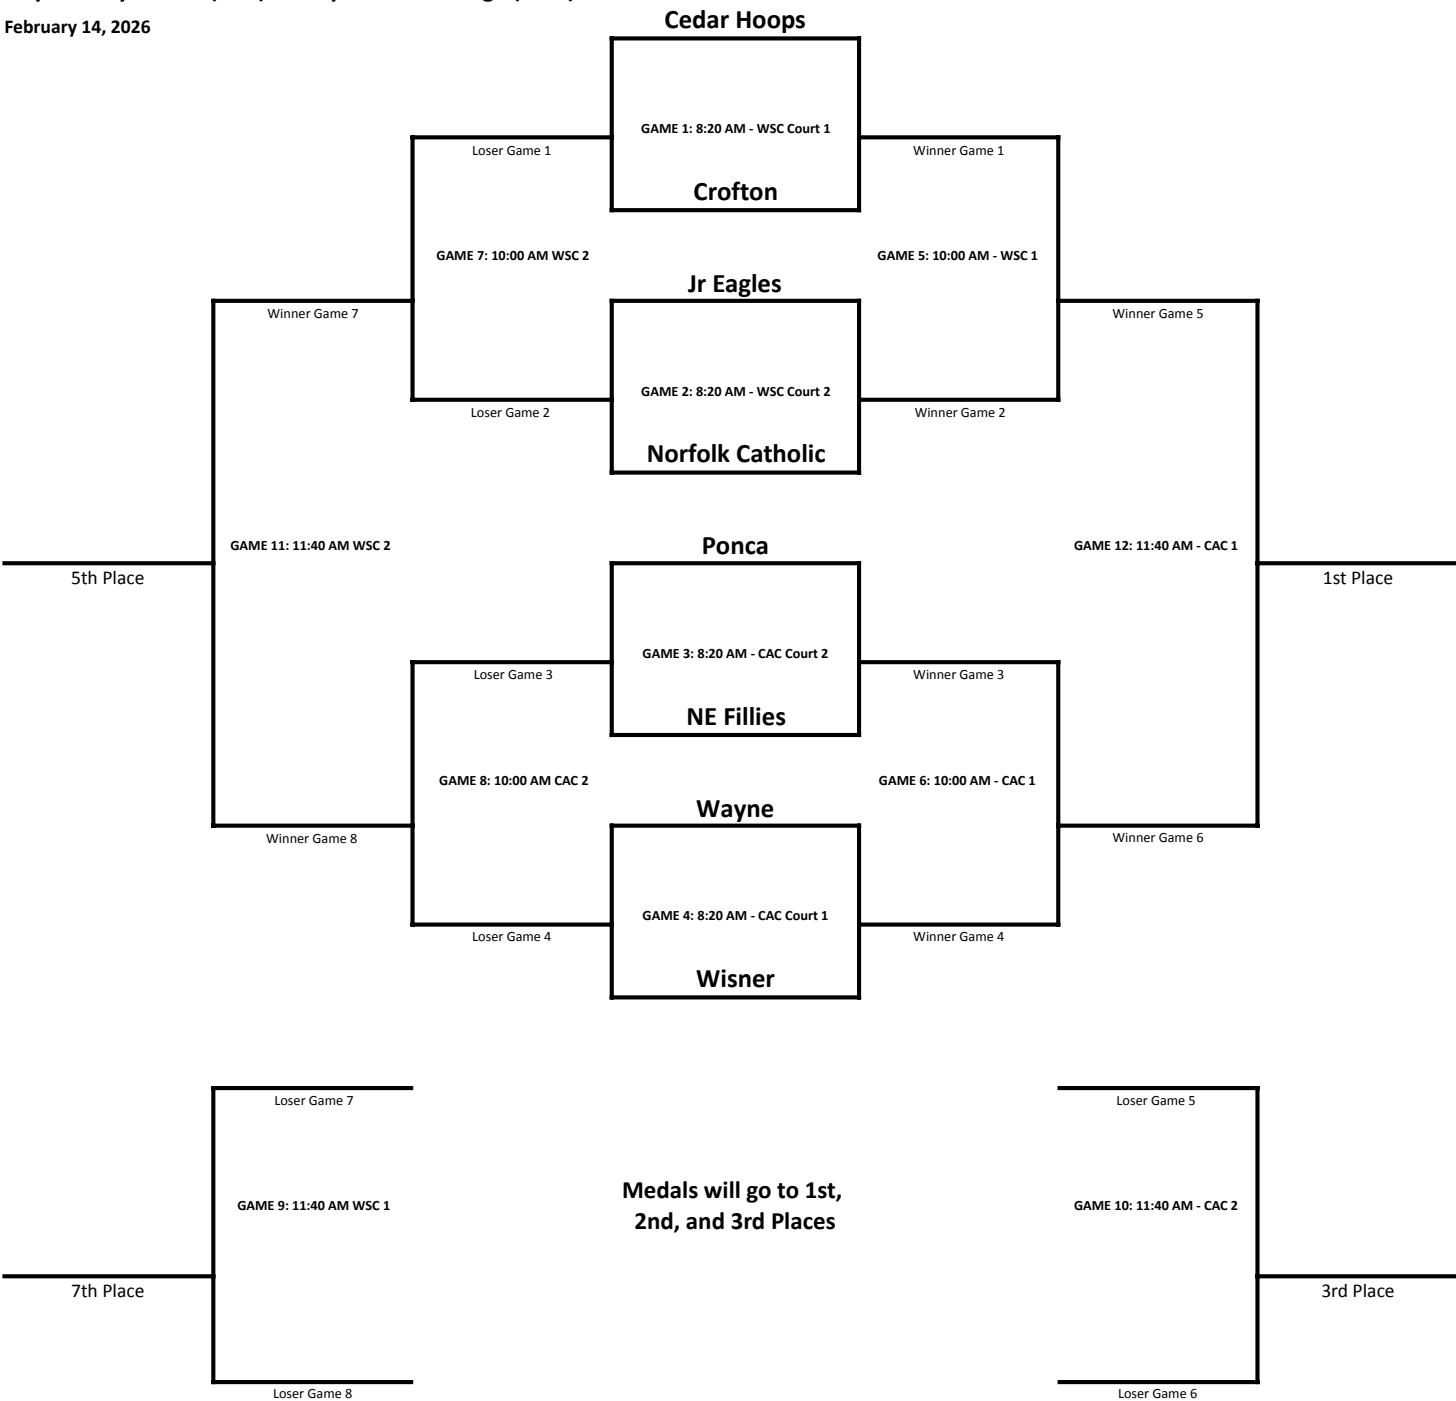 February 14, 2026
Cedar Hoops
GAME 1: 8:20 AM - WSC Court 1
Loser Game 1
Winner Game 1
Crofton
GAME 7: 10:00 AM WSC 2
GAME 5: 10:00 AM - WSC 1
Jr Eagles
Winner Game 7
Winner Game 5
GAME 2: 8:20 AM - WSC Court 2
Loser Game 2
Winner Game 2
Norfolk Catholic
GAME 11: 11:40 AM WSC 2
Ponca
GAME 12: 11:40 AM - CAC 1
5th Place
1st Place
GAME 3: 8:20 AM - CAC Court 2
Loser Game 3
Winner Game 3
NE Fillies
GAME 8: 10:00 AM CAC 2
GAME 6: 10:00 AM - CAC 1
Wayne
Winner Game 8
Winner Game 6
GAME 4: 8:20 AM - CAC Court 1
Loser Game 4
Winner Game 4
Wisner
Loser Game 7
Loser Game 5
Medals will go to 1st,
2nd, and 3rd Places
GAME 9: 11:40 AM WSC 1
GAME 10: 11:40 AM - CAC 2
7th Place
3rd Place
Loser Game 8
Loser Game 6